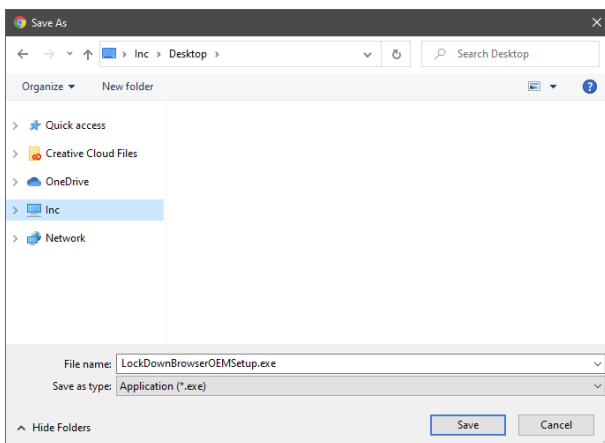 Save As
Inc > Desktop >
Search Desktop
Organize
New folder
Quick access
Creative Cloud Files
OneDrive
Inc
Network
File name: LockDownBrowserOEMSetup.exe
Save as type: Application (*.exe)
Hide Folders
Save
Cancel